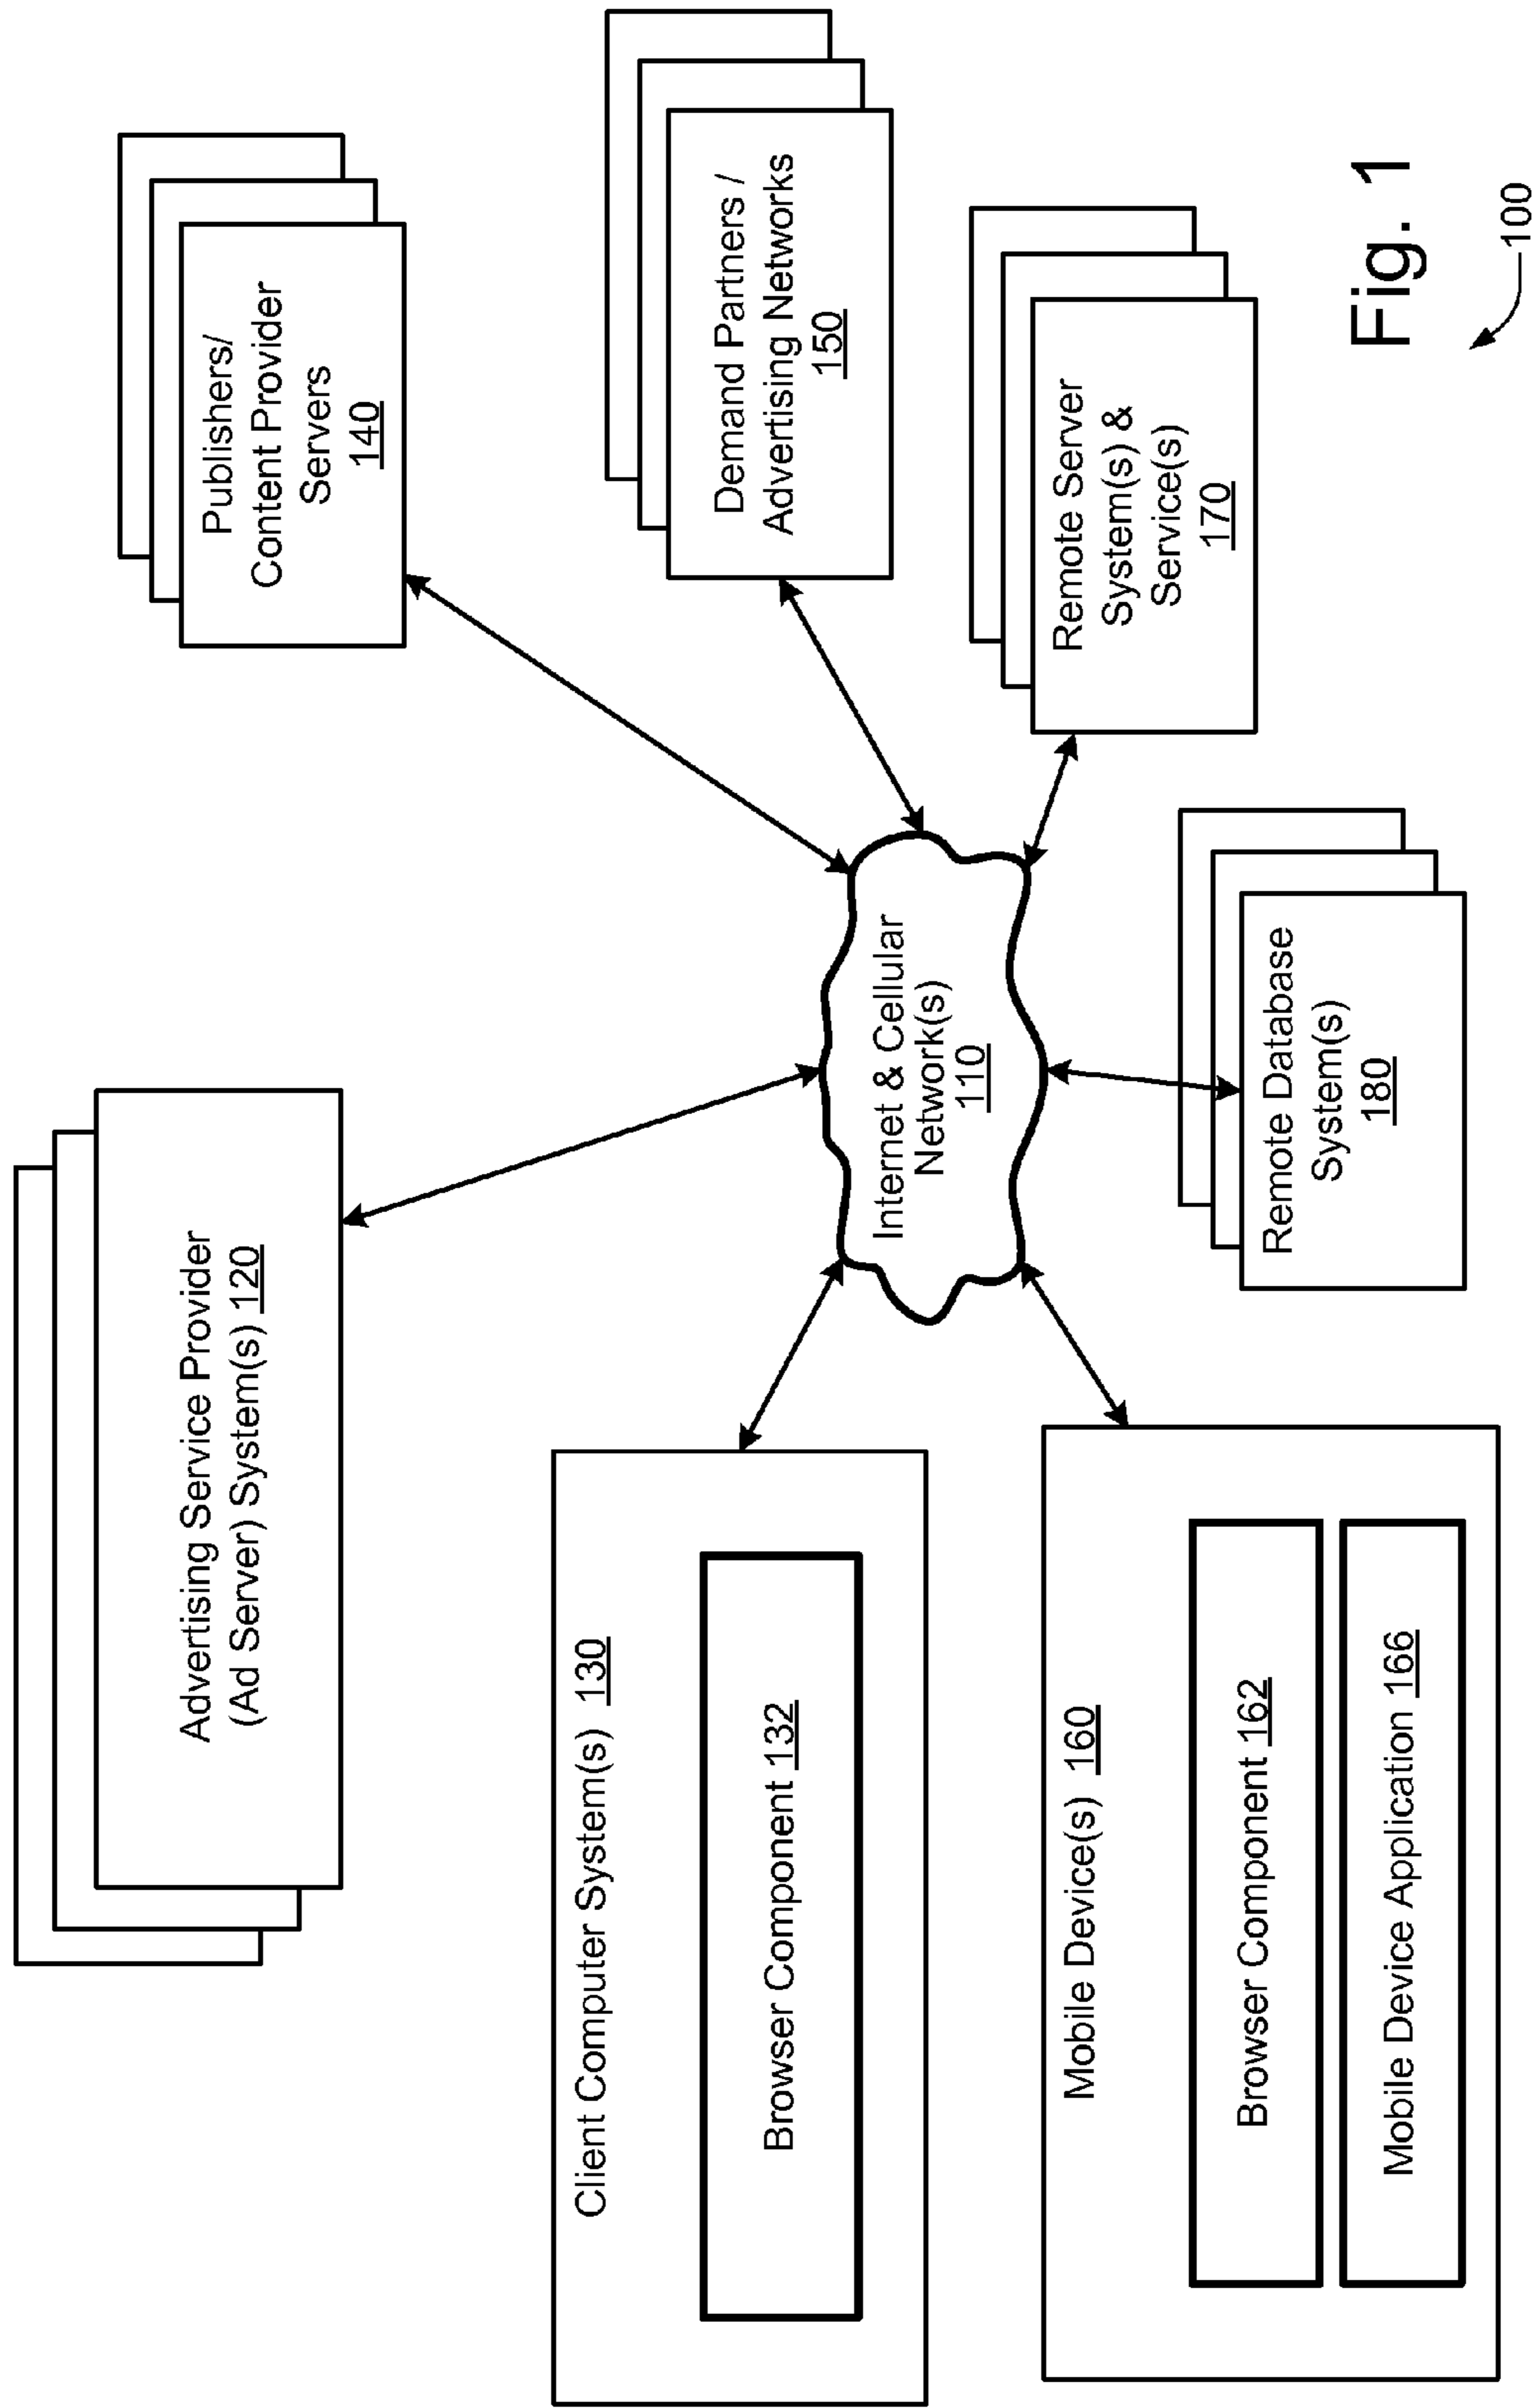 Advertising Service Provider
(Ad Server) System(s) 120
Publishers/
Content Provider
Servers
140
Client Computer System(s) 130
Browser Component 132
Demand Partners /
Advertising Networks
150
Internet & Cellular
Network(s)
110
Mobile Device(s) 160
Browser Component 162
Mobile Device Application 166
Remote Server
System(s) &
Service(s)
170
Remote Database
System(s)
180
Fig. 1
100